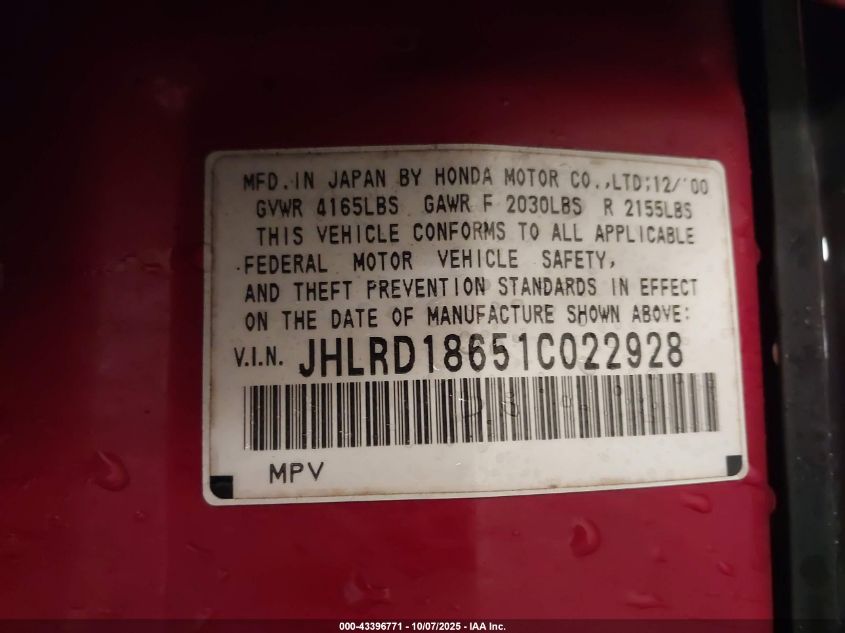 MFD. IN JAPAN BY HONDA MOTOR CO.,LTD;12/'00
GVWR 4165LBS GAWR F 2030LBS R 2155LBS
THIS VEHICLE CONFORMS TO ALL APPLICABLE
FEDERAL MOTOR VEHICLE SAFETY,
AND THEFT PREVENTION STANDARDS IN EFFECT
ON THE DATE OF MANUFACTURE SHOWN ABOVE:
V.I.N. JHLRD18651C022928
MPV
000-43396771 - 10/07/2025 - IAA Inc.